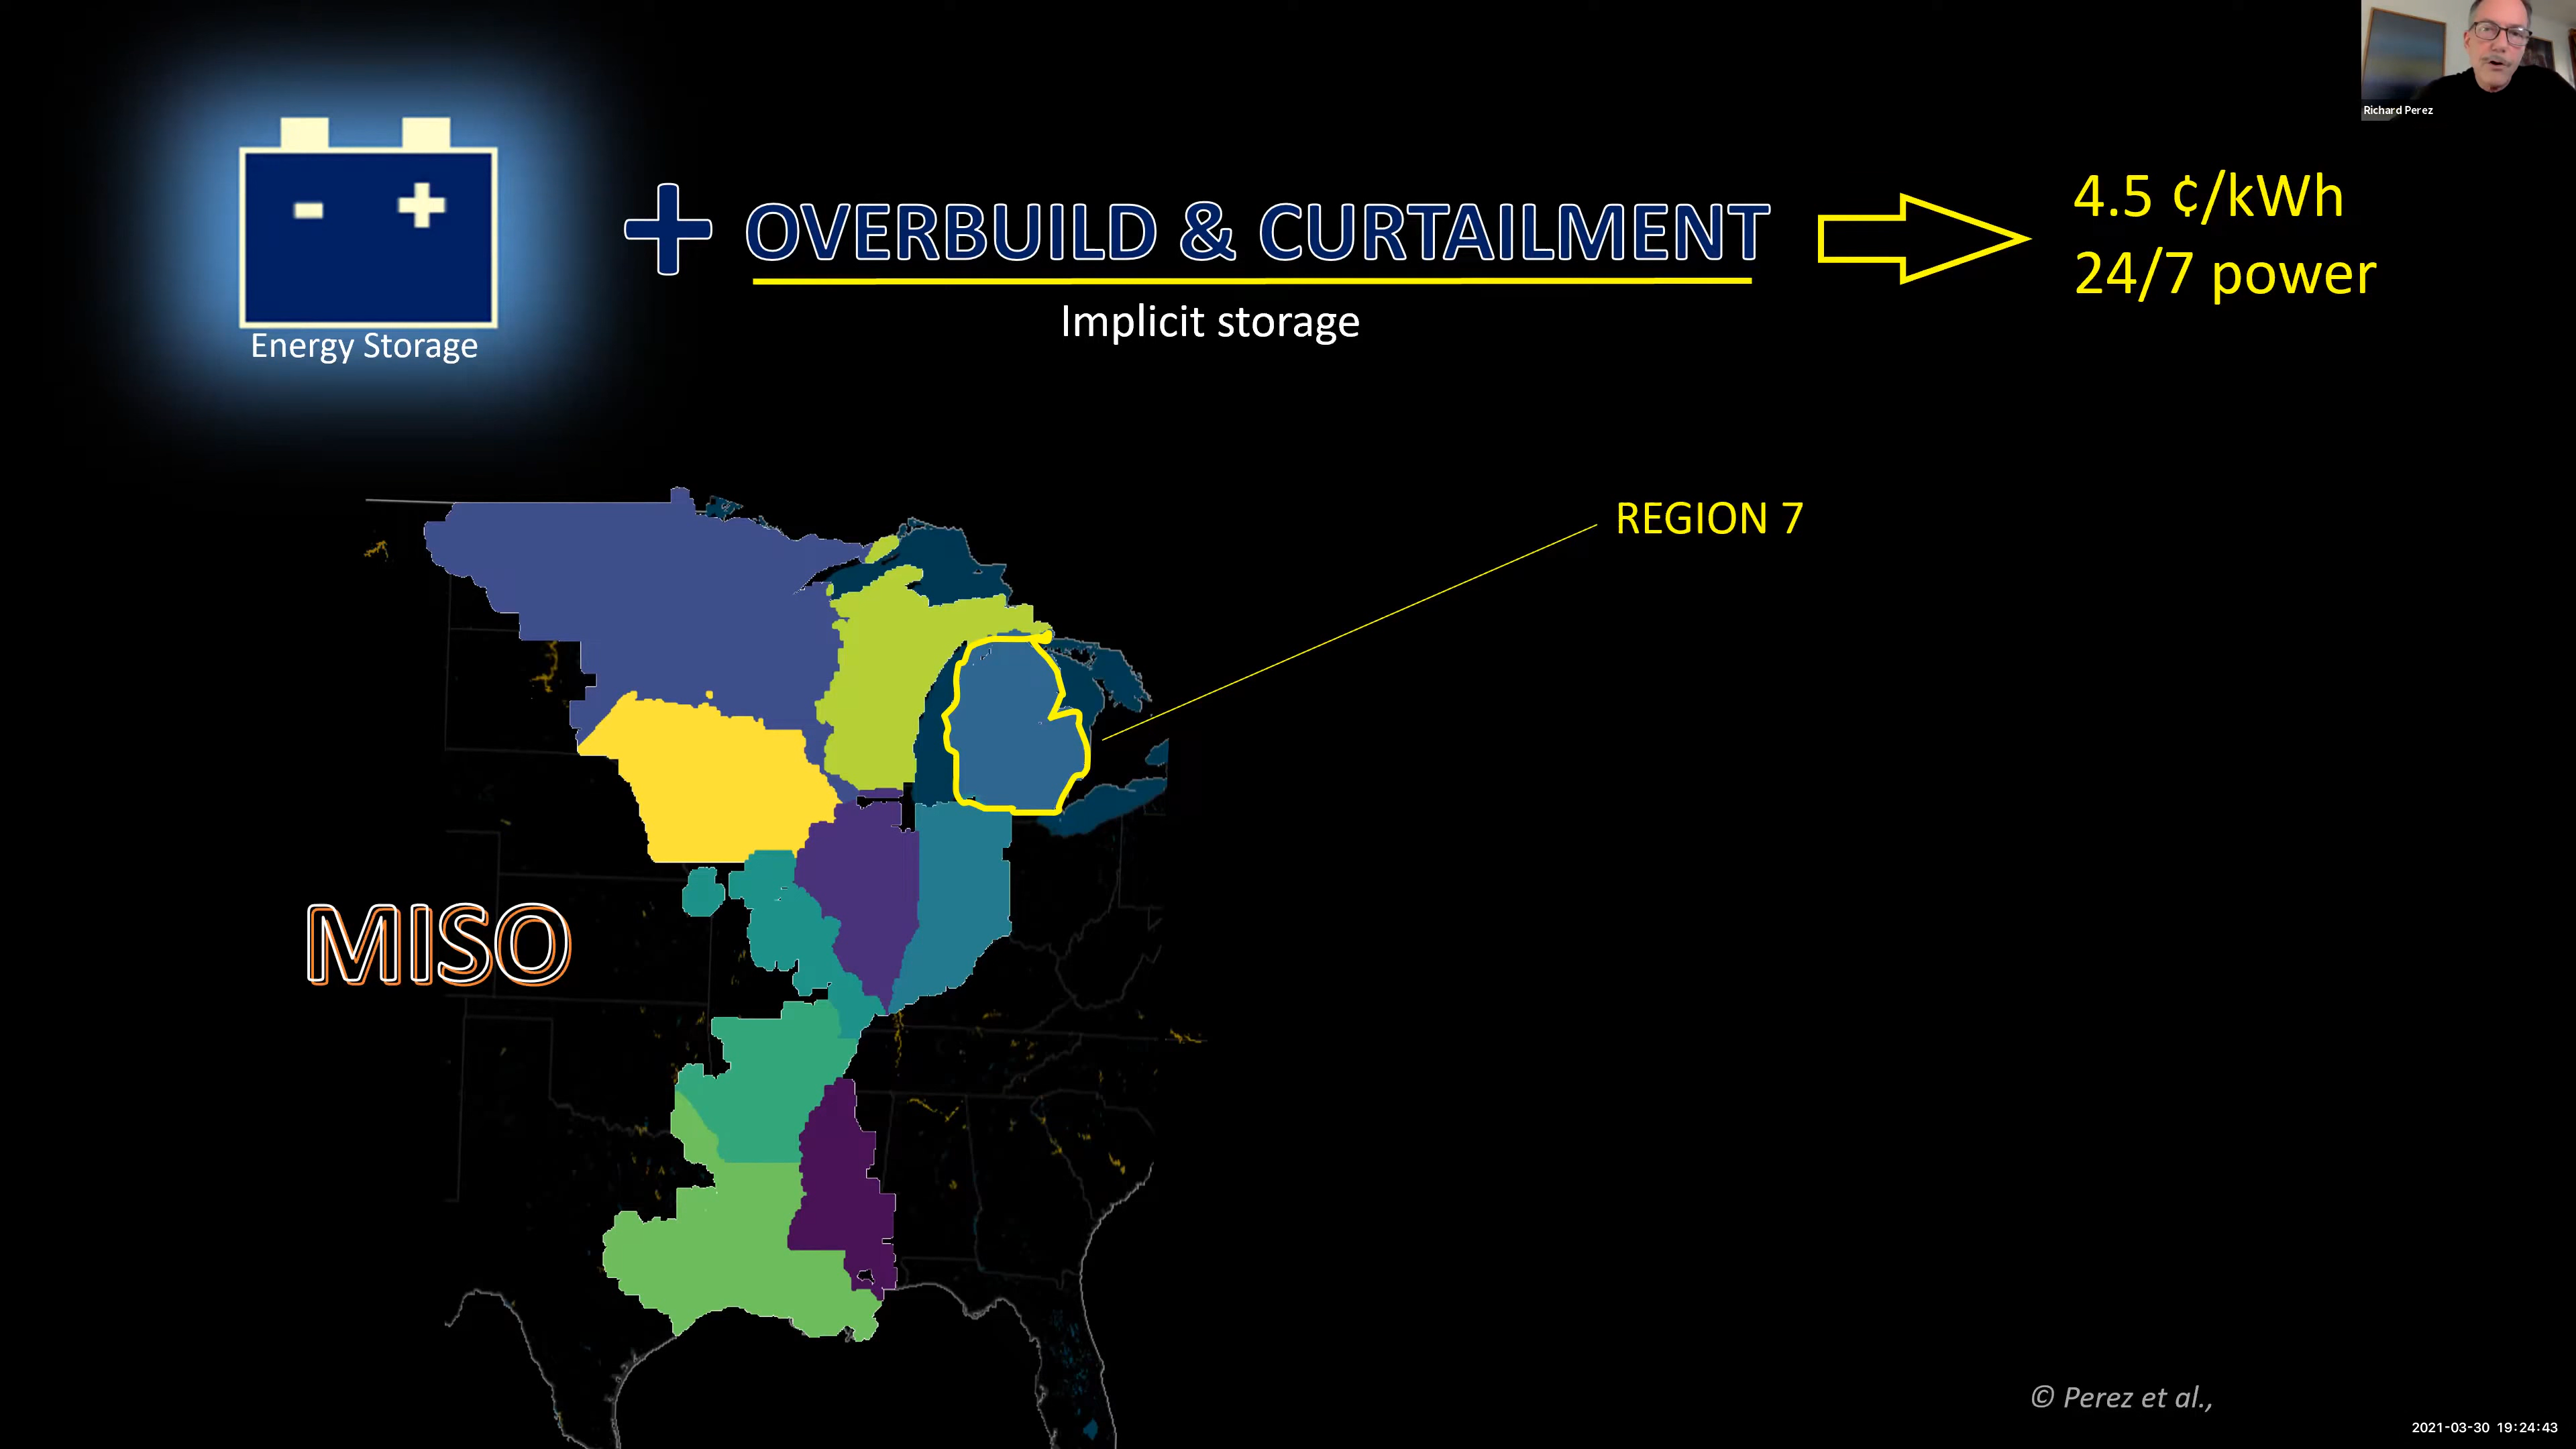 Richard Perez
- +
+ OVERBUILD & CURTAILMENT
4.5 ¢/kWh
24/7 power
Implicit storage
Energy Storage
REGION 7
MISO
© Perez et al.,
2021-03-30 19:24:43